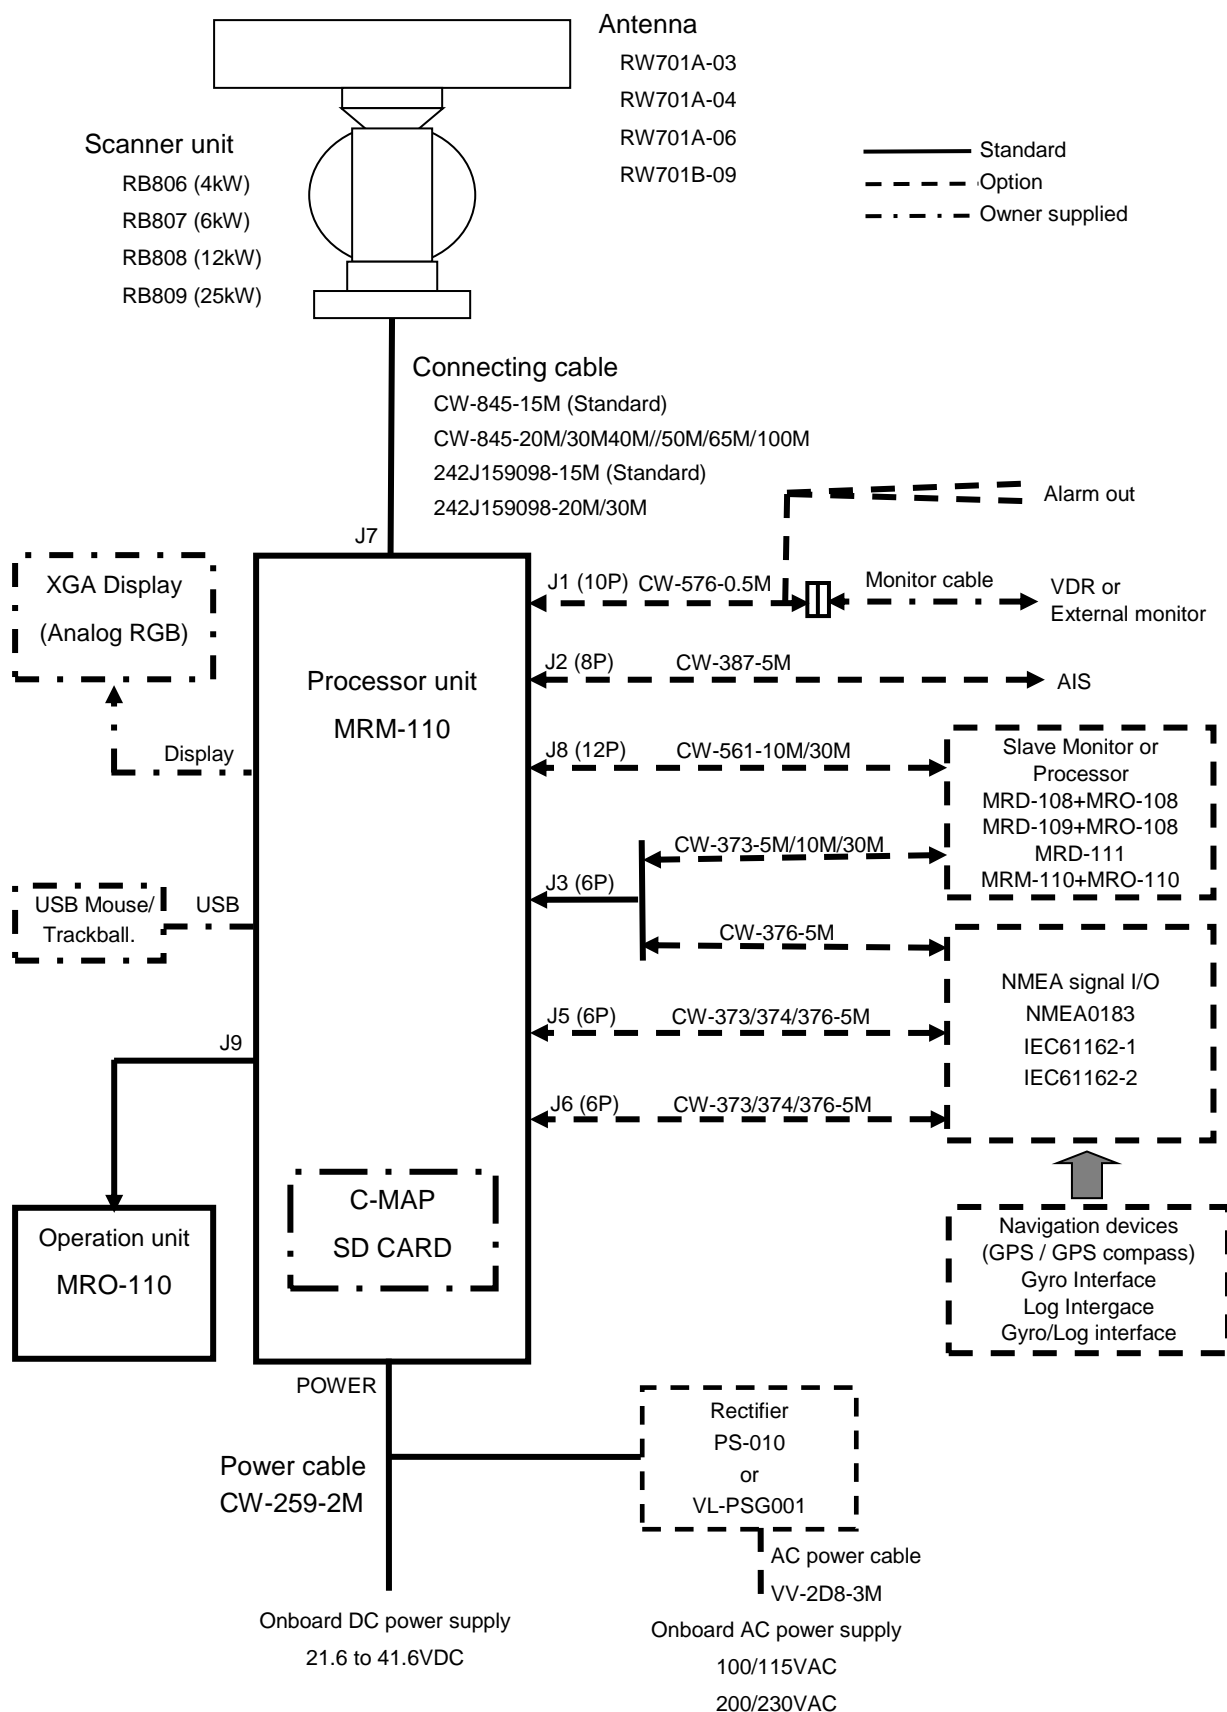 Antenna
RW701A-03
RW701A-04
RW701A-06
RW701B-09
Scanner unit
RB806 (4kW)
RB807 (6kW)
RB808 (12kW)
RB809 (25kW)
Standard
Option
Owner supplied
Connecting cable
CW-845-15M (Standard)
CW-845-20M/30M40M//50M/65M/100M
242J159098-15M (Standard)
242J159098-20M/30M
J7
Alarm out
XGA Display
(Analog RGB)
J1 (10P)
CW-576-0.5M
Monitor cable
VDR or
External monitor
J2 (8P)
CW-387-5M
AIS
Processor unit
MRM-110
Display
J8 (12P)
CW-561-10M/30M
Slave Monitor or
Processor
MRD-108+MRO-108
MRD-109+MRO-108
MRD-111
MRM-110+MRO-110
CW-373-5M/10M/30M
J3 (6P)
USB Mouse/
Trackball.
USB
CW-376-5M
NMEA signal I/O
NMEA0183
IEC61162-1
IEC61162-2
J5 (6P)
CW-373/374/376-5M
J9
J6 (6P)
CW-373/374/376-5M
C-MAP
SD CARD
Operation unit
MRO-110
Navigation devices
(GPS / GPS compass)
Gyro Interface
Log Intergace
Gyro/Log interface
POWER
Rectifier
PS-010
or
VL-PSG001
Power cable
CW-259-2M
AC power cable
VV-2D8-3M
Onboard DC power supply
21.6 to 41.6VDC
Onboard AC power supply
100/115VAC
200/230VAC